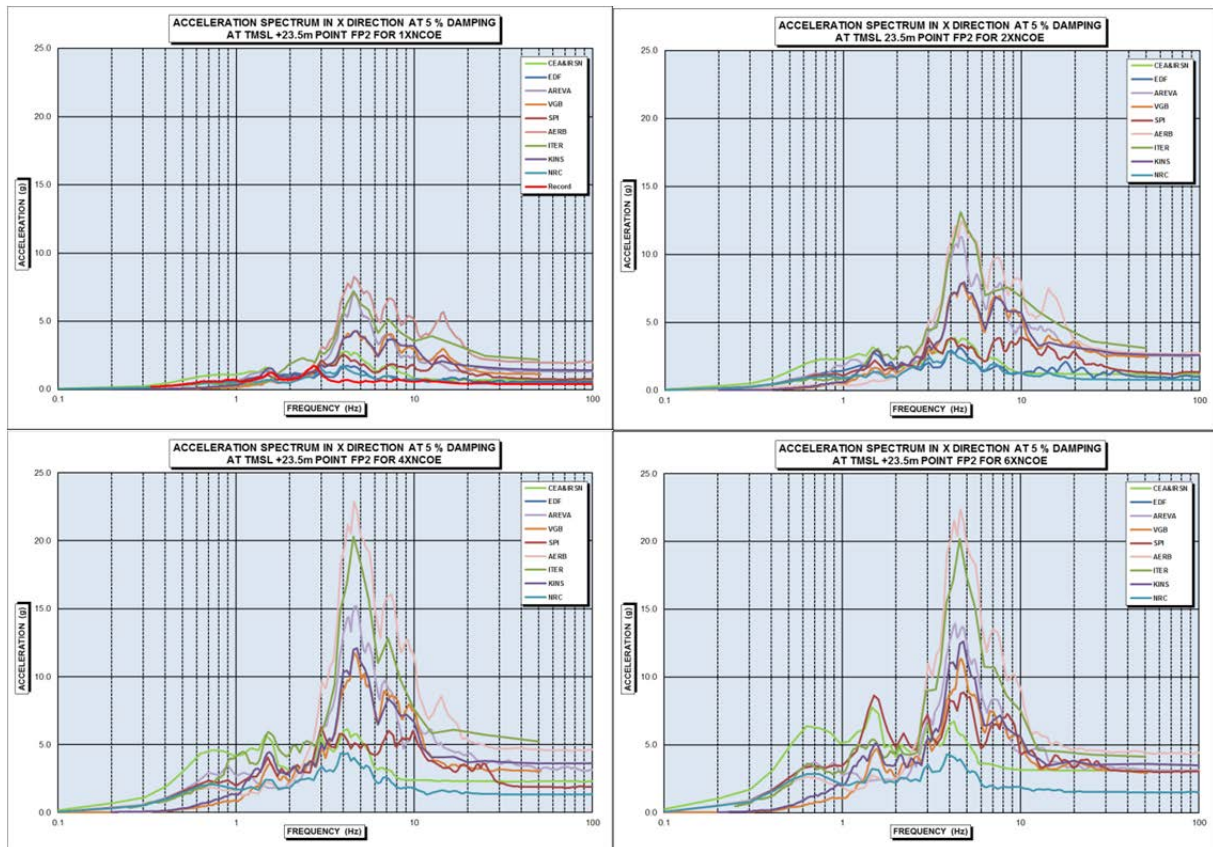 ACCELERATION SPECTRUM IN X DIRECTION AT 5 % DAMPING
AT TMSL +23.5m POINT FP2 FOR 1XNCOE
25.0
20.0
15.0
10.0
5.0
0.0
ACCELERATION (g)
CEA&IRSN
EDF
AREVA
VGB
SPI
AERB
ITER
KINS
NRC
Record
0.1
1
10
100
FREQUENCY (Hz)
ACCELERATION SPECTRUM IN X DIRECTION AT 5 % DAMPING
AT TMSL 23.5m POINT FP2 FOR 2XNCOE
25.0
20.0
15.0
10.0
5.0
0.0
ACCELERATION (g)
CEA&IRSN
EDF
AREVA
VGB
SPI
AERB
ITER
KINS
NRC
0.1
1
10
100
FREQUENCY (Hz)
ACCELERATION SPECTRUM IN X DIRECTION AT 5 % DAMPING
AT TMSL +23.5m POINT FP2 FOR 4XNCOE
25.0
20.0
15.0
10.0
5.0
0.0
ACCELERATION (g)
CEA&IRSN
EDF
AREVA
VGB
SPI
AERB
ITER
KINS
NRC
0.1
1
10
100
FREQUENCY (Hz)
ACCELERATION SPECTRUM IN X DIRECTION AT 5 % DAMPING
AT TMSL +23.5m POINT FP2 FOR 6XNCOE
25.0
20.0
15.0
10.0
5.0
0.0
ACCELERATION (g)
CEA&IRSN
EDF
AREVA
VGB
SPI
AERB
ITER
KINS
NRC
0.1
1
10
100
FREQUENCY (Hz)